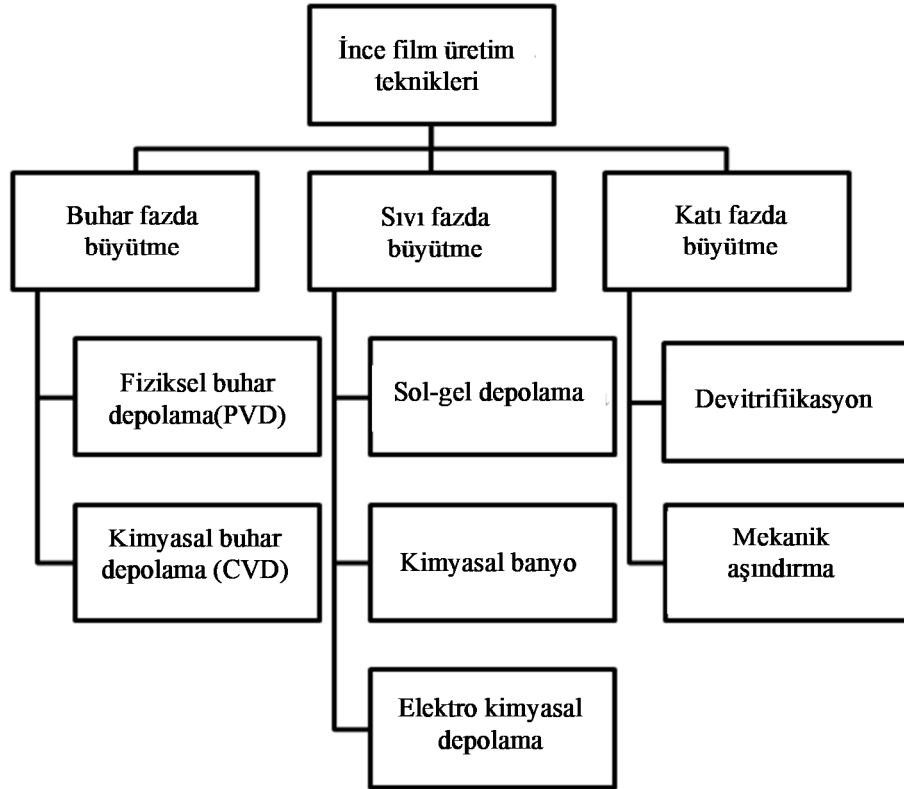 İnce film üretim
teknikleri
Buhar fazda
büyütme
Sıvı fazda
büyütme
Katı fazda
büyütme
Fiziksel buhar
depolama(PVD)
Kimyasal buhar
depolama (CVD)
Sol-gel depolama
Kimyasal banyo
Elektro kimyasal
depolama
Devitrifiikasyon
Mekanik
aşındırma